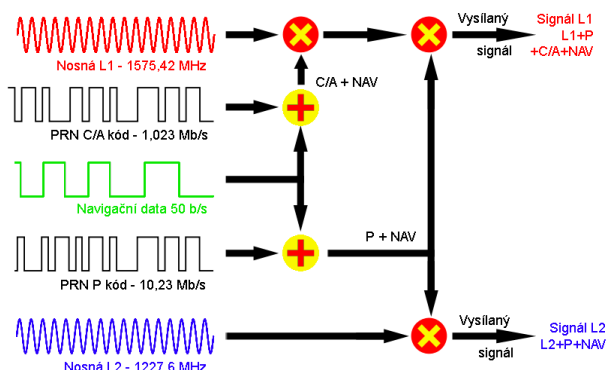 Nosná L1 - 1575,42 MHz
Vysílaný
signál
Signál L1
L1+P
+C/A+NAV
C/A + NAV
PRN C/A kód - 1,023 Mb/s
Navigační data 50 b/s
P + NAV
PRN P kód - 10,23 Mb/s
Vysílaný
signál
Signál L2
L2+P+NAV
Nosná L2 - 1227,6 MHz